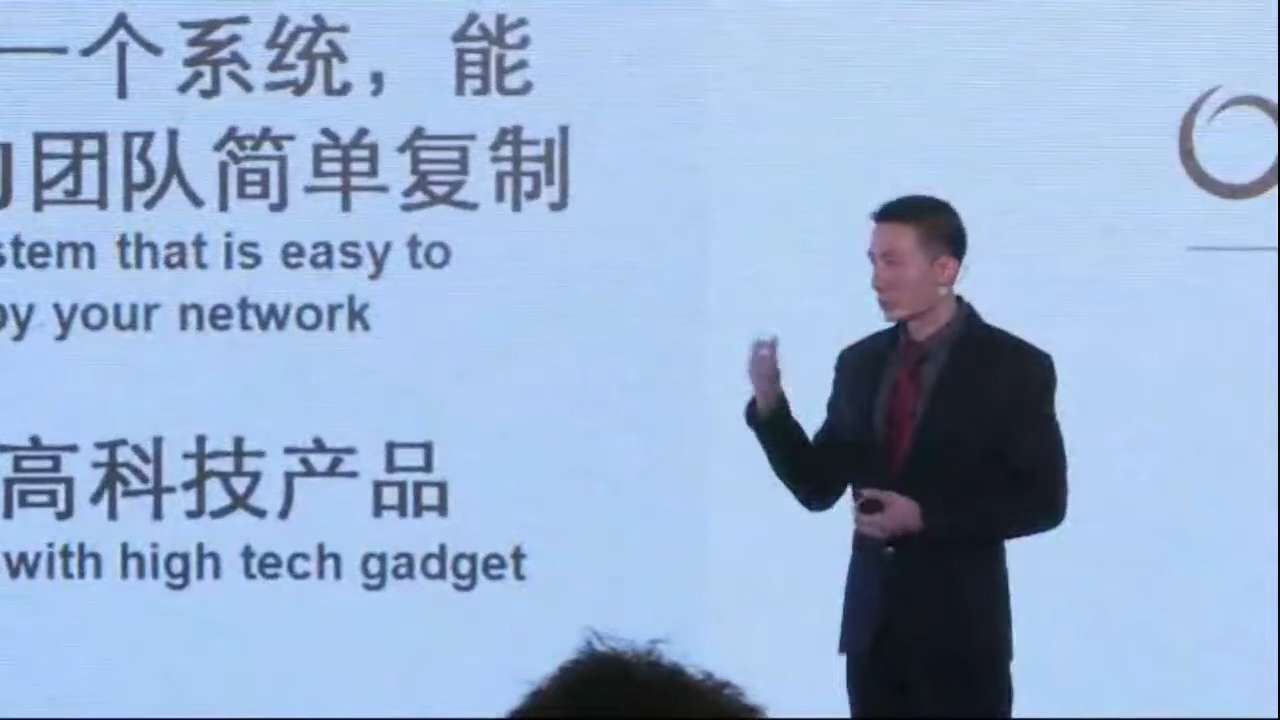 一个系统，能
团队简单复制
stem that is easy to
by your network
高科技产品
with high tech gadget